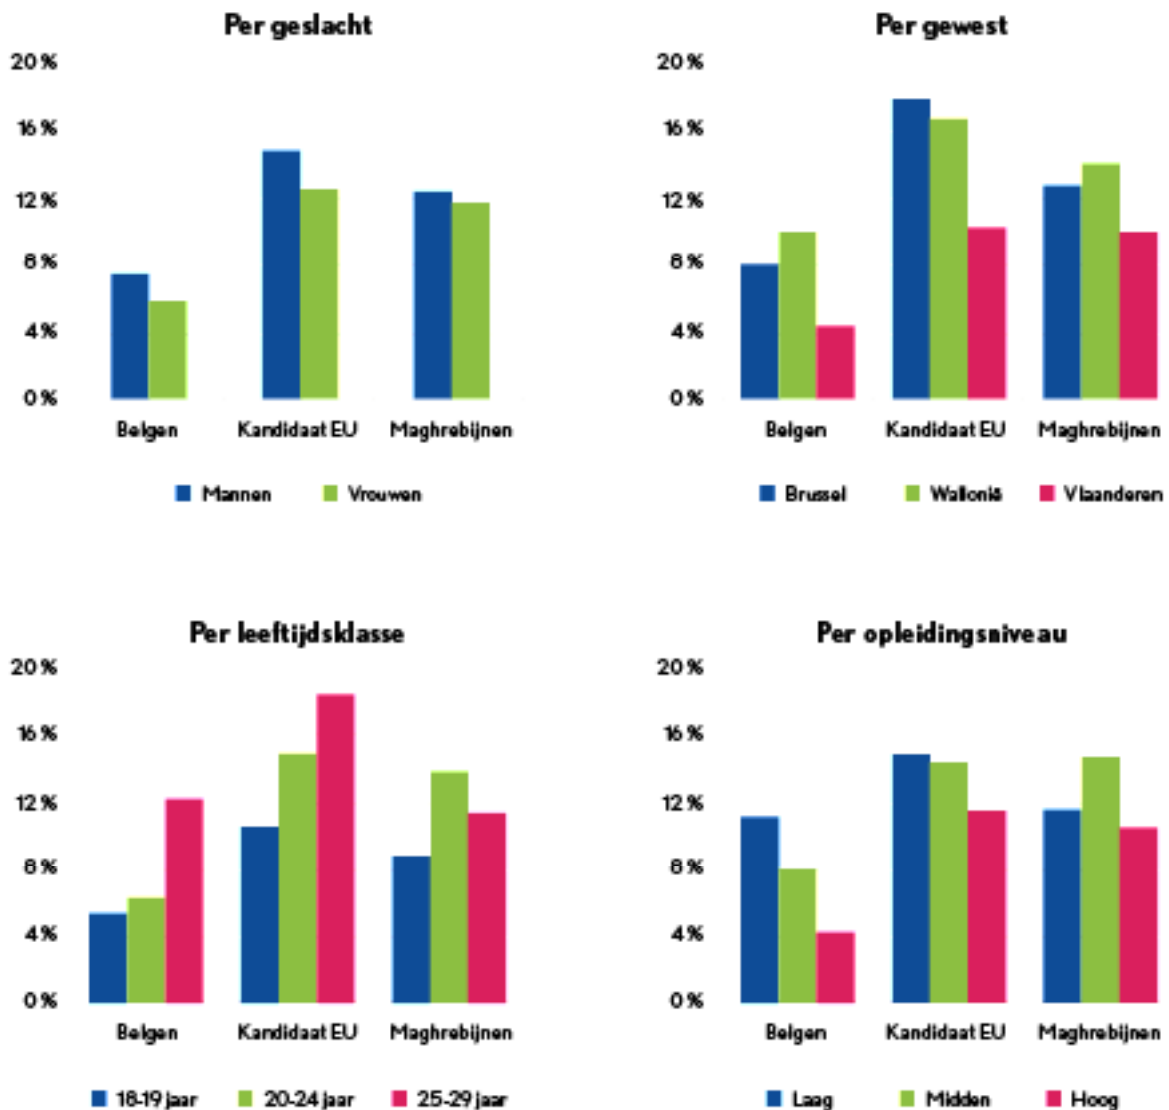 Per geslacht
20%
16%
12%
8%
4%
0%
Belgen Kandidaat EU Maghrebijnen
Mannen Vrouwen
Per gewest
20%
16%
12%
8%
4%
0%
Belgen Kandidaat EU Maghrebijnen
Brussel Wallonië Vlaanderen
Per leeftijdsklasse
20%
16%
12%
8%
4%
0%
Belgen Kandidaat EU Maghrebijnen
18-19 jaar 20-24 jaar 25-29 jaar
Per opleidingsniveau
20%
16%
12%
8%
4%
0%
Belgen Kandidaat EU Maghrebijnen
Laag Midden Hoog